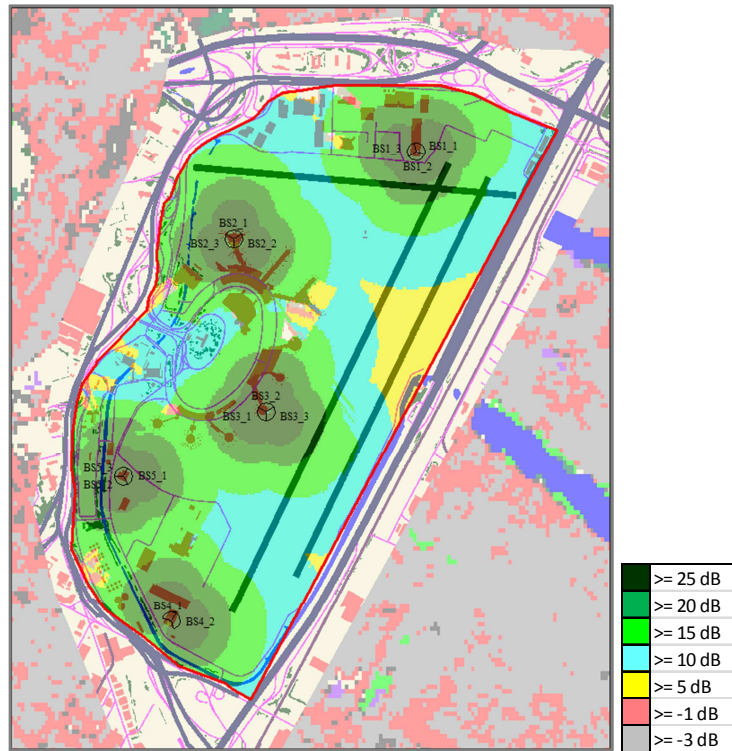 BS1_3
BS1_1
BS1_2
BS2_1
BS2_3
BS2_2
BS3_2
BS3_1
BS3_3
BS5_3
BS5_1
BS4_1
BS4_2
>= 25 dB
>= 20 dB
>= 15 dB
>= 10 dB
>= 5 dB
>= -1 dB
>= -3 dB